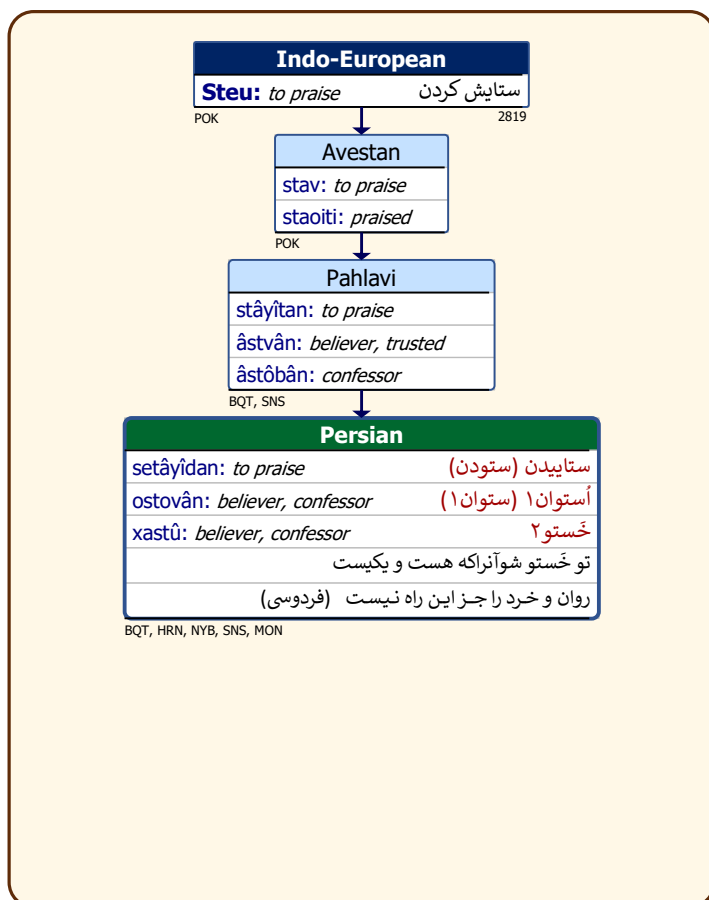 Indo-European
Steu: to praise ستایش کردن
POK 2819
Avestan
stav: to praise
staoiti: praised
POK
Pahlavi
stâyîtan: to praise
âstvân: believer, trusted
âstôbân: confessor
BQT, SNS
Persian
setâyîdan: to praise ستاییدن (ستودن)
ostovân: believer, confessor اُستوان۱ (ستوان۱)
xastû: believer, confessor خَستو۲
تو خَستو شوآنراکه هست و یکیست
روان و خرد را جـز این راه نیست (فردوسی)
BQT, HRN, NYB, SNS, MON